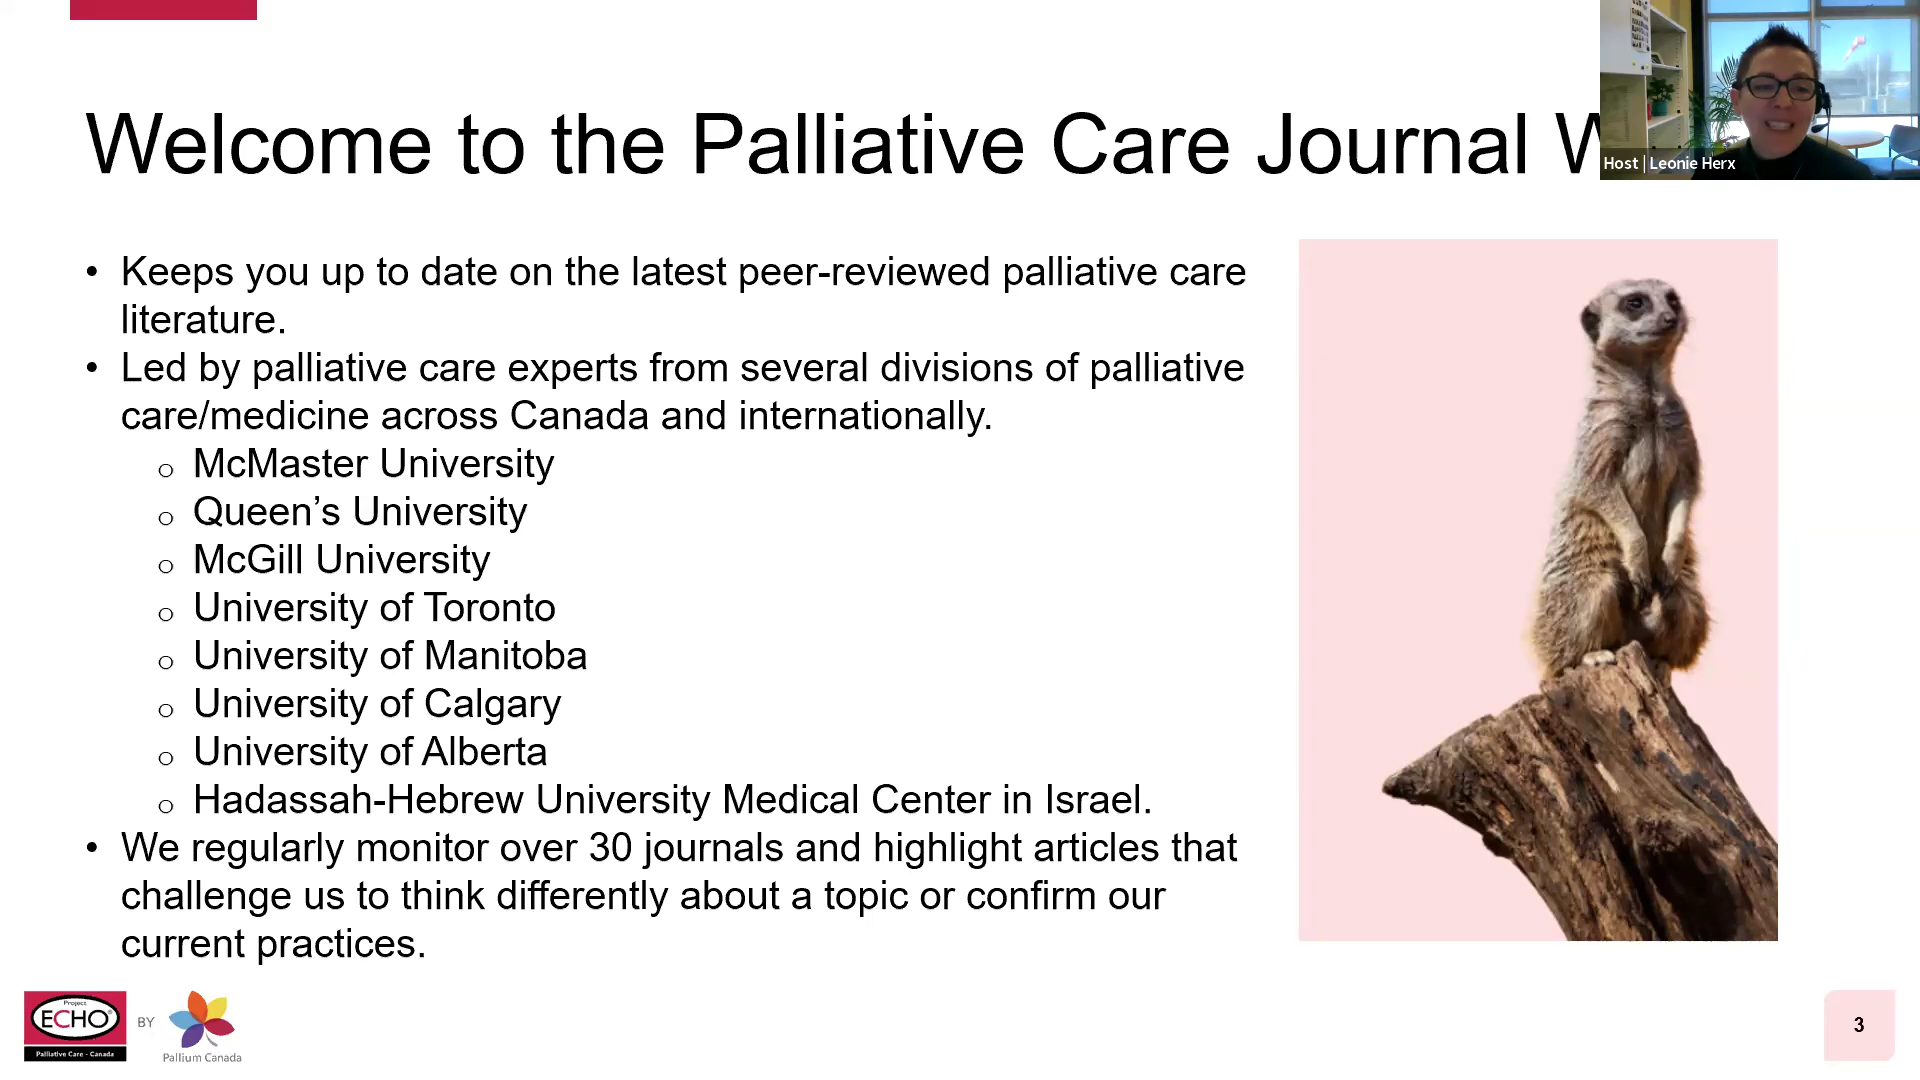 Welcome to the Palliative Care Journal
Host | Leonie Herx
• Keeps you up to date on the latest peer-reviewed palliative care
literature.
• Led by palliative care experts from several divisions of palliative
care/medicine across Canada and internationally.
o McMaster University
o Queen’s University
o McGill University
o University of Toronto
o University of Manitoba
o University of Calgary
o University of Alberta
o Hadassah-Hebrew University Medical Center in Israel.
• We regularly monitor over 30 journals and highlight articles that
challenge us to think differently about a topic or confirm our
current practices.
Project
ECHO®
Palliative Care - Canada
BY
Pallium Canada
3